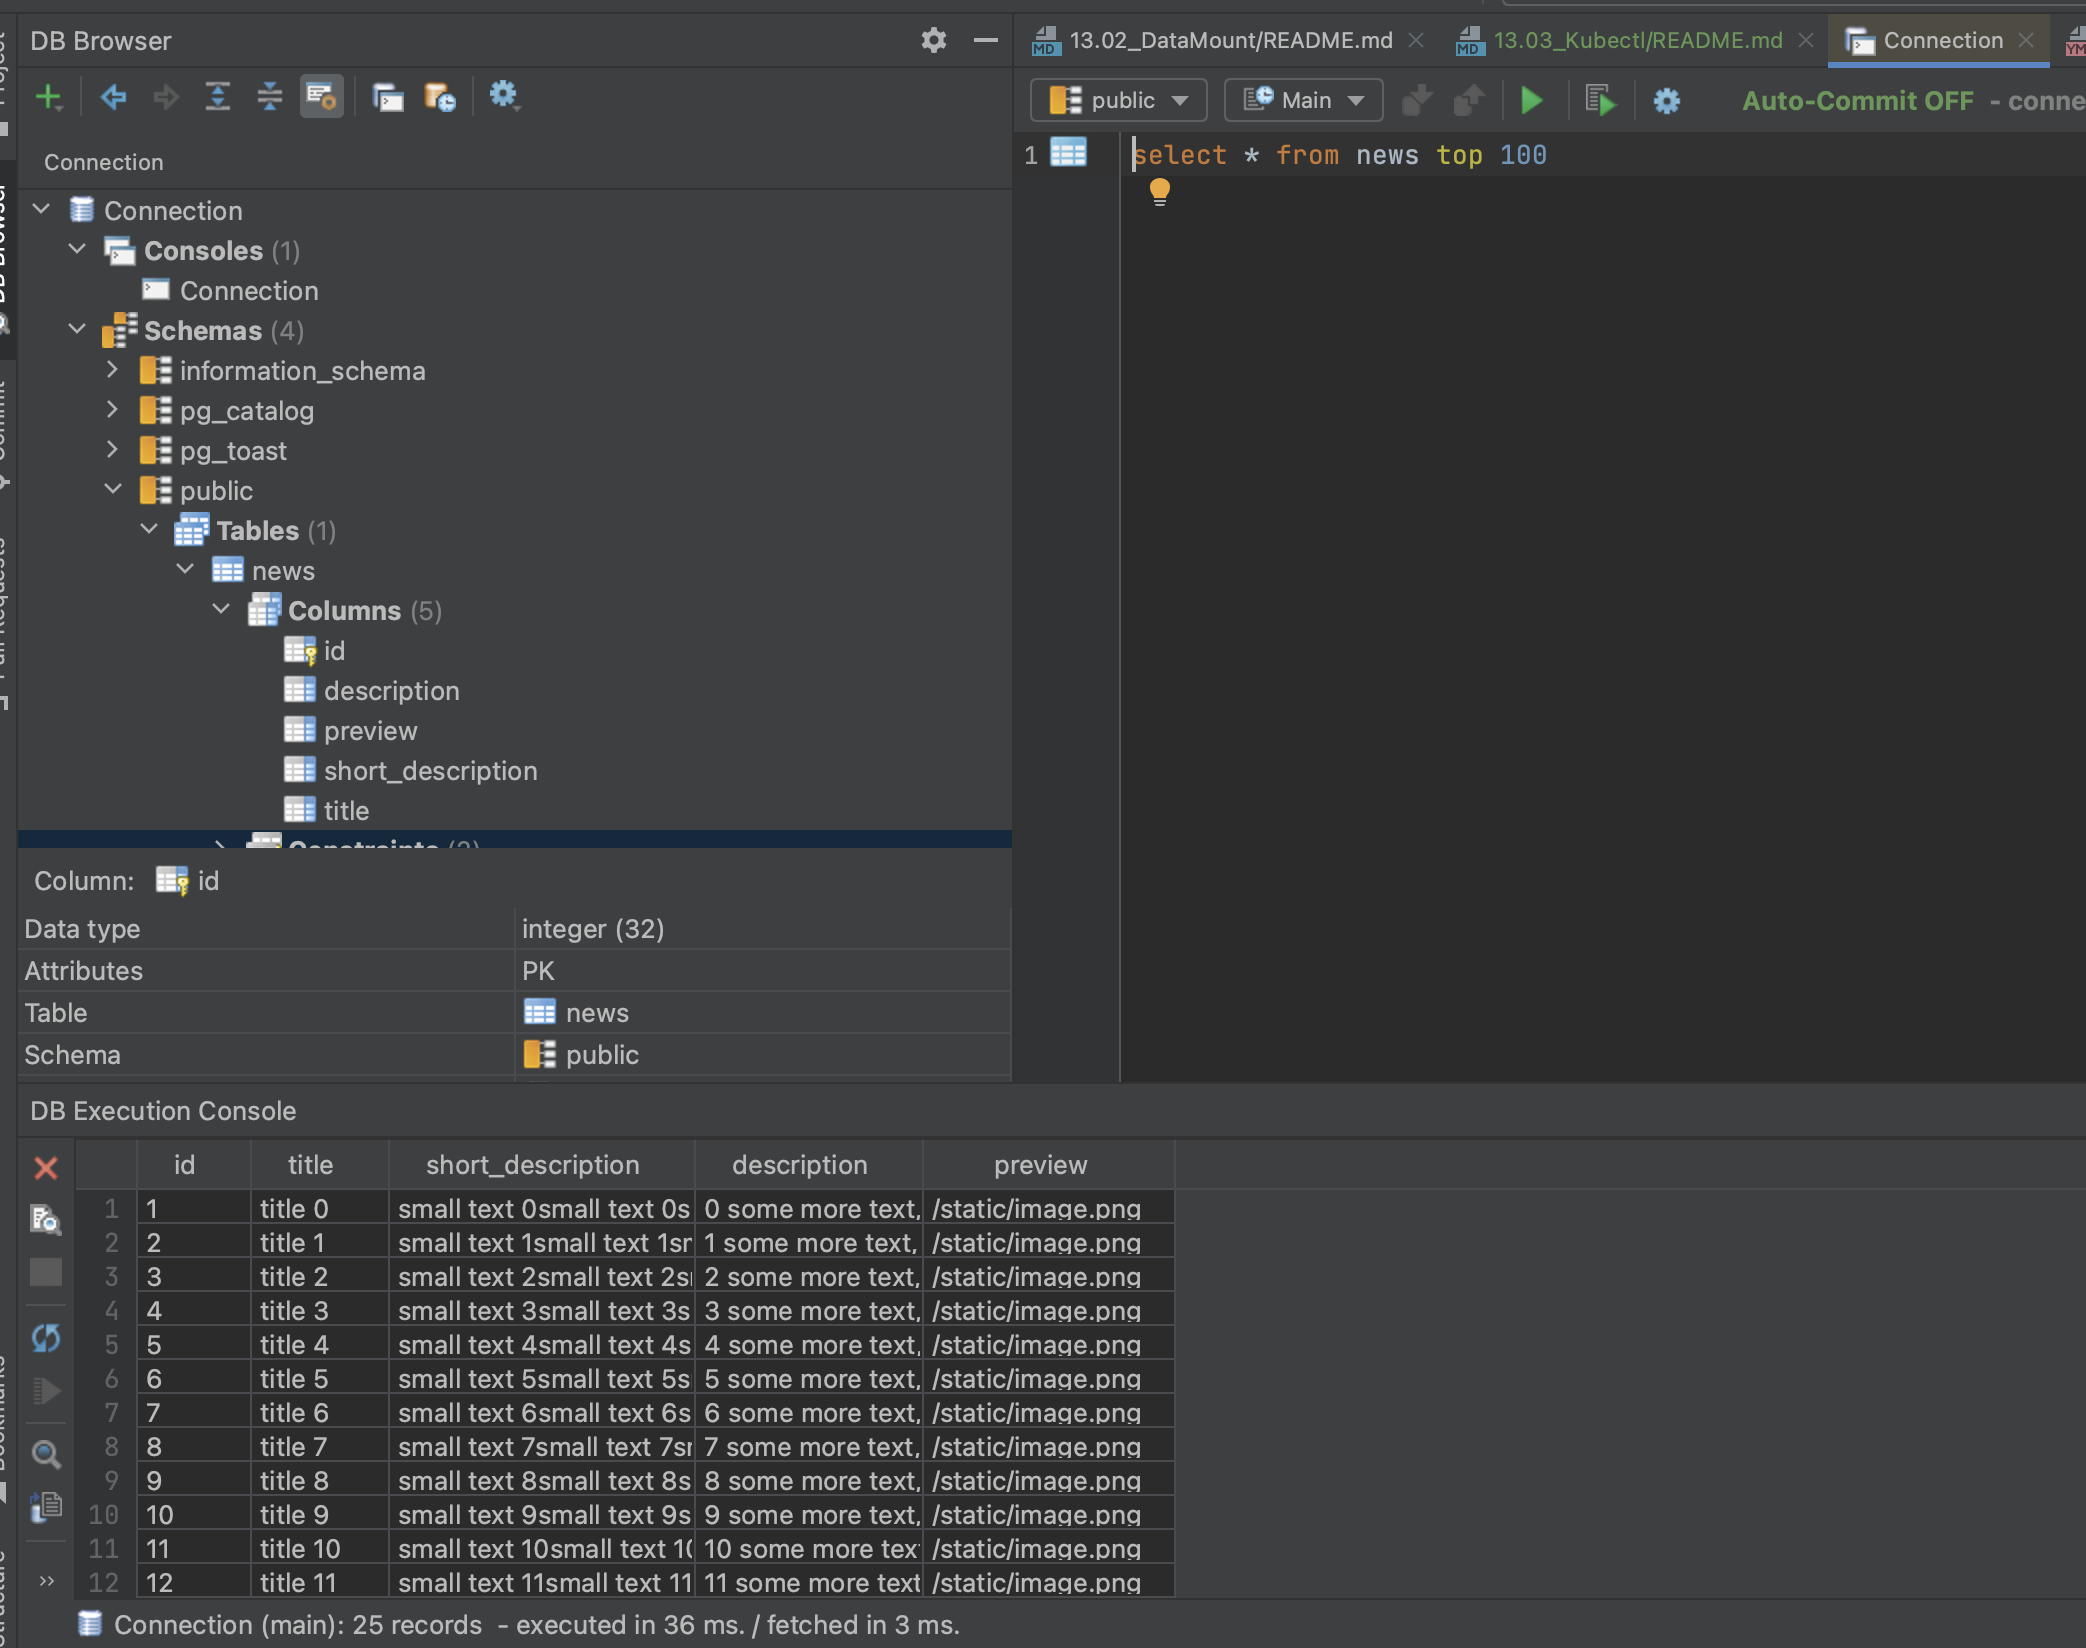 DB Browser
13.02_DataMount/README.md
13.03_Kubectl/README.md
Connection
public
Main
Auto-Commit OFF - conne
Connection
1 select * from news top 100
Connection
Consoles (1)
Connection
Schemas (4)
information_schema
pg_catalog
pg_toast
public
Tables (1)
news
Columns (5)
id
description
preview
short_description
title
Constraints (2)
Column: id
Data type integer (32)
Attributes PK
Table news
Schema public
DB Execution Console
id title short_description description preview
1 1 title 0 small text 0small text 0s 0 some more text, /static/image.png
2 2 title 1 small text 1small text 1sr 1 some more text, /static/image.png
3 3 title 2 small text 2small text 2s 2 some more text, /static/image.png
4 4 title 3 small text 3small text 3s 3 some more text, /static/image.png
5 5 title 4 small text 4small text 4s 4 some more text, /static/image.png
6 6 title 5 small text 5small text 5s 5 some more text, /static/image.png
7 7 title 6 small text 6small text 6s 6 some more text, /static/image.png
8 8 title 7 small text 7small text 7sr 7 some more text, /static/image.png
9 9 title 8 small text 8small text 8s 8 some more text, /static/image.png
10 10 title 9 small text 9small text 9s 9 some more text, /static/image.png
11 11 title 10 small text 10small text 10 10 some more tex /static/image.png
12 12 title 11 small text 11small text 11 11 some more text /static/image.png
Connection (main): 25 records - executed in 36 ms. / fetched in 3 ms.